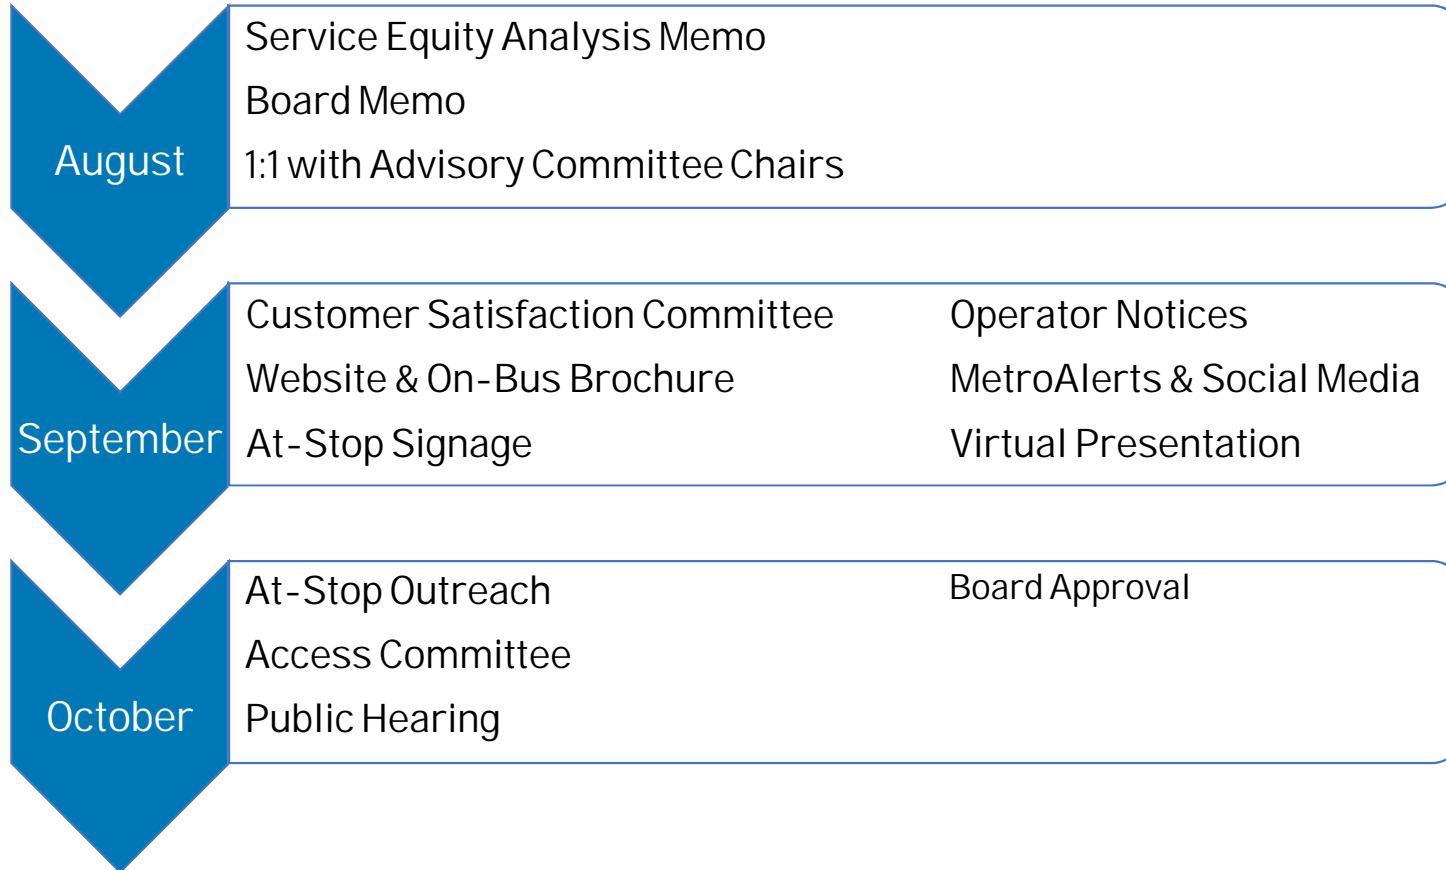 August
Service Equity Analysis Memo
Board Memo
1:1 with Advisory Committee Chairs
September
Customer Satisfaction Committee
Website & On-Bus Brochure
At-Stop Signage
Operator Notices
MetroAlerts & Social Media
Virtual Presentation
October
At-Stop Outreach
Access Committee
Public Hearing
Board Approval